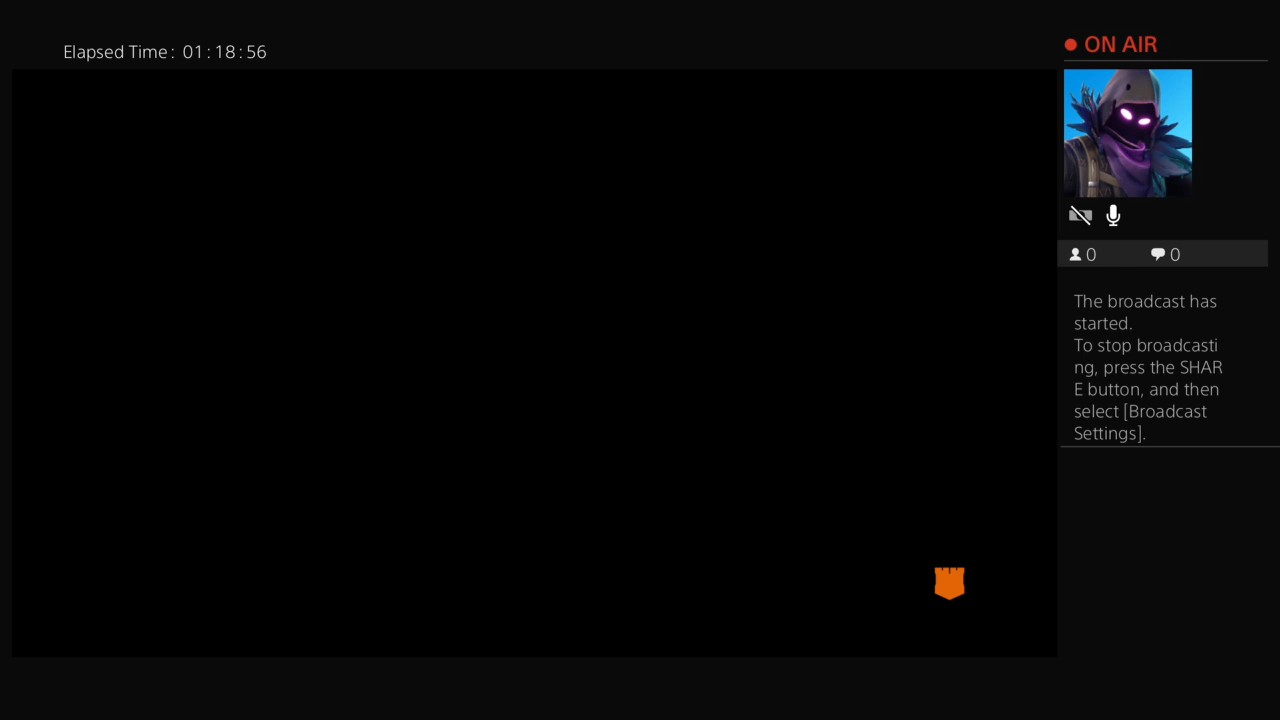 Elapsed Time: 01:18:56
ON AIR
0 0
The broadcast has
started.
To stop broadcasti
ng, press the SHAR
E button, and then
select [Broadcast
Settings].